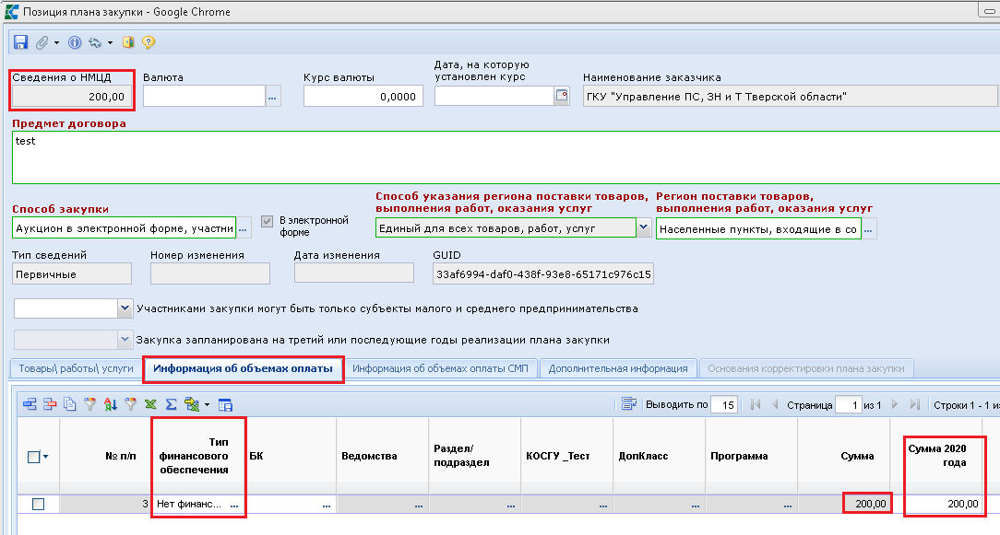 Позиция плана закупки - Google Chrome
Сведения о НМЦД
200,00
Валюта
...
Курс валюты
0,0000
Дата, на которую
установлен курс
Наименование заказчика
ГКУ "Управление ПС, ЗН и Т Тверской области"
Предмет договора
test
Способ закупки
Аукцион в электронной форме, участни
...
В электронной
форме
Способ указания региона поставки товаров,
выполнения работ, оказания услуг
Единый для всех товаров, работ, услуг
Регион поставки товаров,
выполнения работ, оказания услуг
Населенные пункты, входящие в со
...
Тип сведений
Первичные
Номер изменения
Дата изменения
GUID
33af6994-daf0-438f-93e8-65171c976c15
Участниками закупки могут быть только субъекты малого и среднего предпринимательства
Закупка запланирована на третий или последующие годы реализации плана закупки
Товары\ работы\ услуги
Информация об объемах оплаты
Информация об объемах оплаты СМП
Дополнительная информация
Основания корректировки плана закупки
Выводить по 15 Страница 1 из 1 Строки 1 - 1 из
№ п/п
Тип
финансового
обеспечения
БК
Ведомства
Раздел/
подраздел
КОСГУ _Тест
ДопКласс
Программа
Сумма
Сумма 2020
года
3 Нет финанс... ... ... ... ... ... ... ... 200,00 200,00